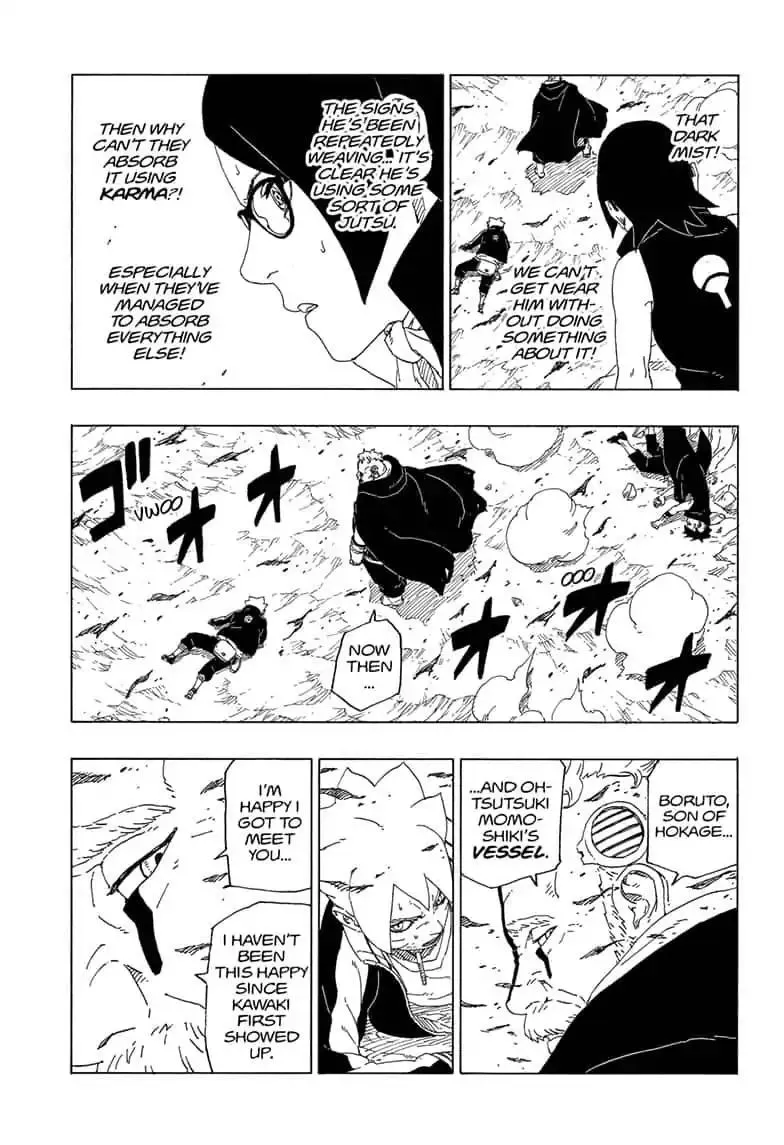 THAT
DARK
MIST!
WE CAN'T
GET NEAR
HIM WITH-
OUT DOING
SOMETHING
ABOUT IT!
THE SIGNS
HE'S BEEN
REPEATEDLY
WEAVING... IT'S
CLEAR HE'S
USING SOME
SORT OF
JUTSU.
THEN WHY
CAN'T THEY
ABSORB
IT USING
KARMA?!
ESPECIALLY
WHEN THEY'VE
MANAGED
TO ABSORB
EVERYTHING
ELSE!
ゴオオオオオ
VWOO
OOO
NOW
THEN
...
BORUTO,
SON OF
HOKAGE...
...AND OH-
TSUTSUKI
MOMO-
SHIKI'S
VESSEL.
I'M
HAPPY I
GOT TO
MEET
YOU...
I HAVEN'T
BEEN
THIS HAPPY
SINCE
KAWAKI
FIRST
SHOWED
UP.